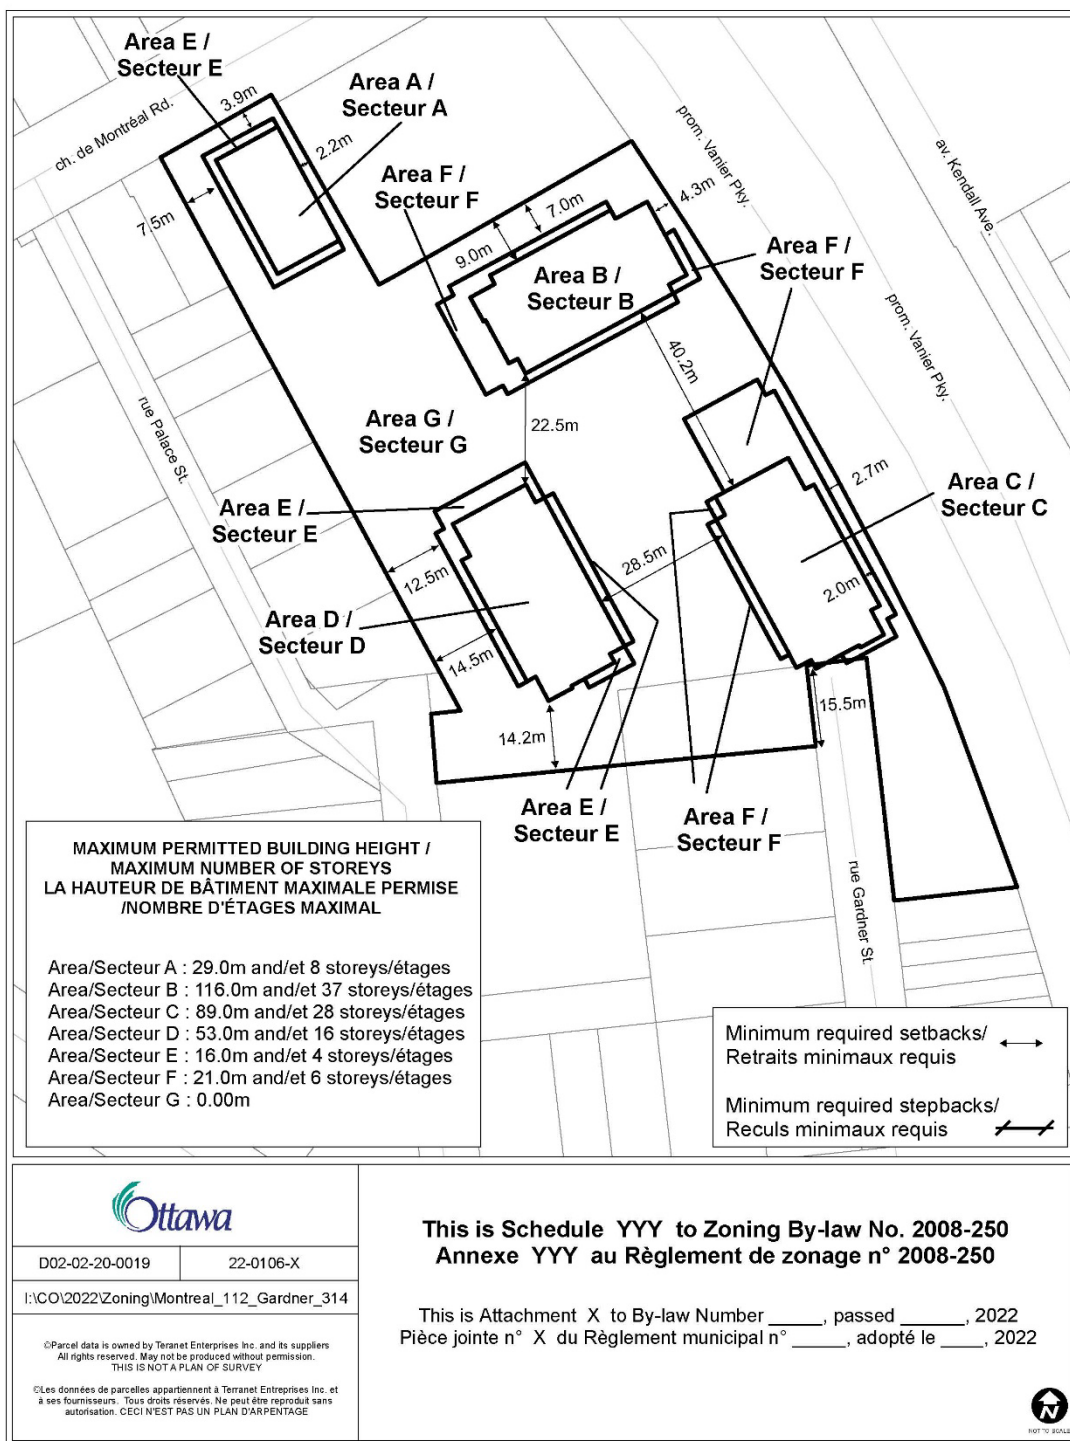 Area E /
Secteur E
Area A /
Secteur A
3.9m
ch. de Montréal Rd.
2.2m
Area F /
Secteur F
7.5m
prom. Vanier Pky.
av. Kendall Ave.
7.0m
4.3m
9.0m
Area F /
Secteur F
Area B /
Secteur B
prom. Vanier Pky.
40.2m
rue Palace St.
Area G /
Secteur G
22.5m
2.7m
Area C /
Secteur C
Area E /
Secteur E
28.5m
12.5m
2.0m
Area D /
Secteur D
14.5m
15.5m
14.2m
Area E /
Secteur E
Area F /
Secteur F
rue Gardner St.
MAXIMUM PERMITTED BUILDING HEIGHT /
MAXIMUM NUMBER OF STOREYS
LA HAUTEUR DE BÂTIMENT MAXIMALE PERMISE
/NOMBRE D'ÉTAGES MAXIMAL
Area/Secteur A : 29.0m and/et 8 storeys/étages
Area/Secteur B : 116.0m and/et 37 storeys/étages
Area/Secteur C : 89.0m and/et 28 storeys/étages
Area/Secteur D : 53.0m and/et 16 storeys/étages
Area/Secteur E : 16.0m and/et 4 storeys/étages
Area/Secteur F : 21.0m and/et 6 storeys/étages
Area/Secteur G : 0.00m
Minimum required setbacks/
Retraits minimaux requis
Minimum required stepbacks/
Reculs minimaux requis
Ottawa
D02-02-20-0019
22-0106-X
I:\CO\2022\Zoning\Montreal_112_Gardner_314
©Parcel data is owned by Teranet Enterprises Inc. and its suppliers
All rights reserved. May not be produced without permission.
THIS IS NOT A PLAN OF SURVEY
©Les données de parcelles appartiennent à Terranet Entreprises Inc. et
à ses fournisseurs. Tous droits réservés. Ne peut être reproduit sans
autorisation. CECI N'EST PAS UN PLAN D'ARPENTAGE
This is Schedule YYY to Zoning By-law No. 2008-250
Annexe YYY au Règlement de zonage n° 2008-250
This is Attachment X to By-law Number _____, passed ______, 2022
Pièce jointe n° X du Règlement municipal n° _____, adopté le ____, 2022
N
NOT TO SCALE